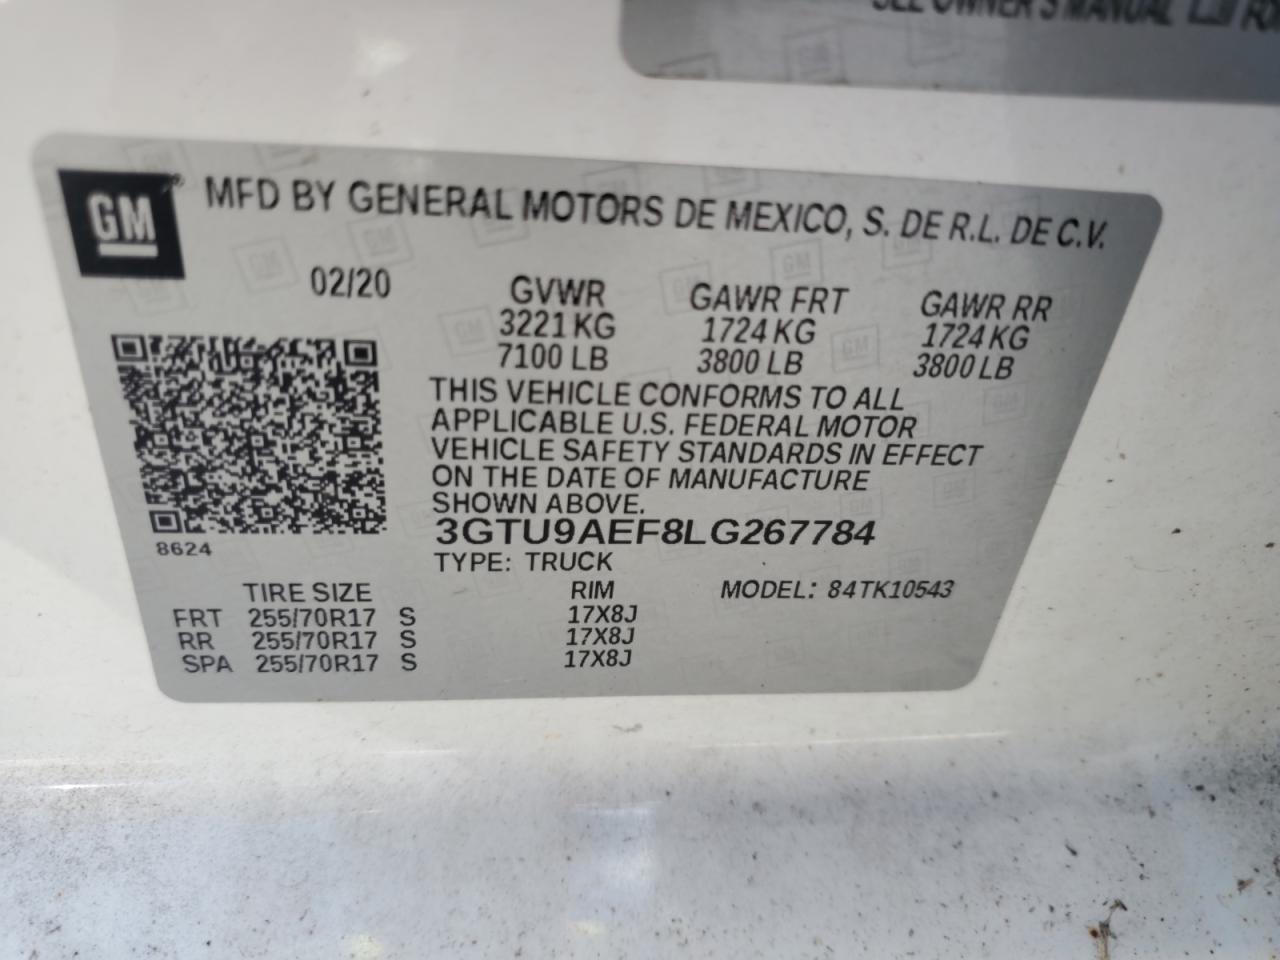 SEE OWNER'S MANUAL
GM
MFD BY GENERAL MOTORS DE MEXICO, S. DE R.L. DE C.V.
02/20 GVWR GAWR FRT GAWR RR
3221 KG 1724 KG 1724 KG
7100 LB 3800 LB 3800 LB
THIS VEHICLE CONFORMS TO ALL
APPLICABLE U.S. FEDERAL MOTOR
VEHICLE SAFETY STANDARDS IN EFFECT
ON THE DATE OF MANUFACTURE
SHOWN ABOVE.
8624
3GTU9AEF8LG267784
TYPE: TRUCK
TIRE SIZE RIM MODEL: 84TK10543
FRT 255/70R17 S 17X8J
RR 255/70R17 S 17X8J
SPA 255/70R17 S 17X8J